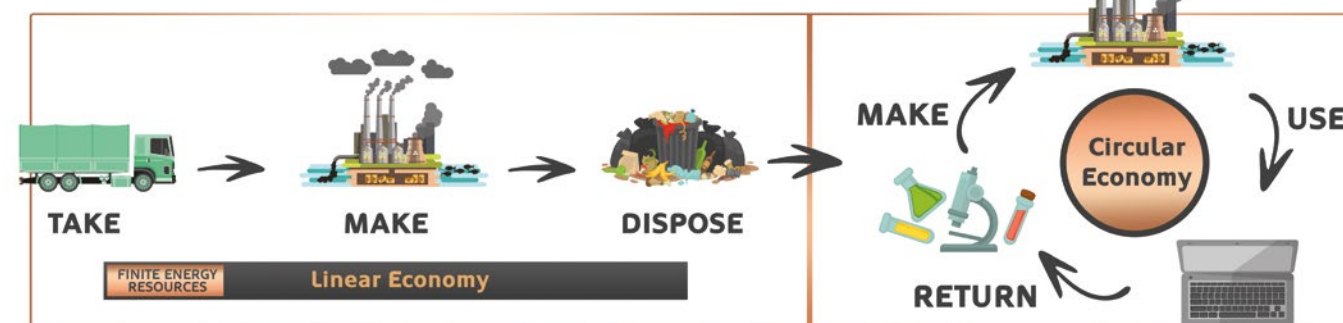 TAKE
MAKE
DISPOSE
FINITE ENERGY
RESOURCES
Linear Economy
MAKE
USE
Circular
Economy
RETURN